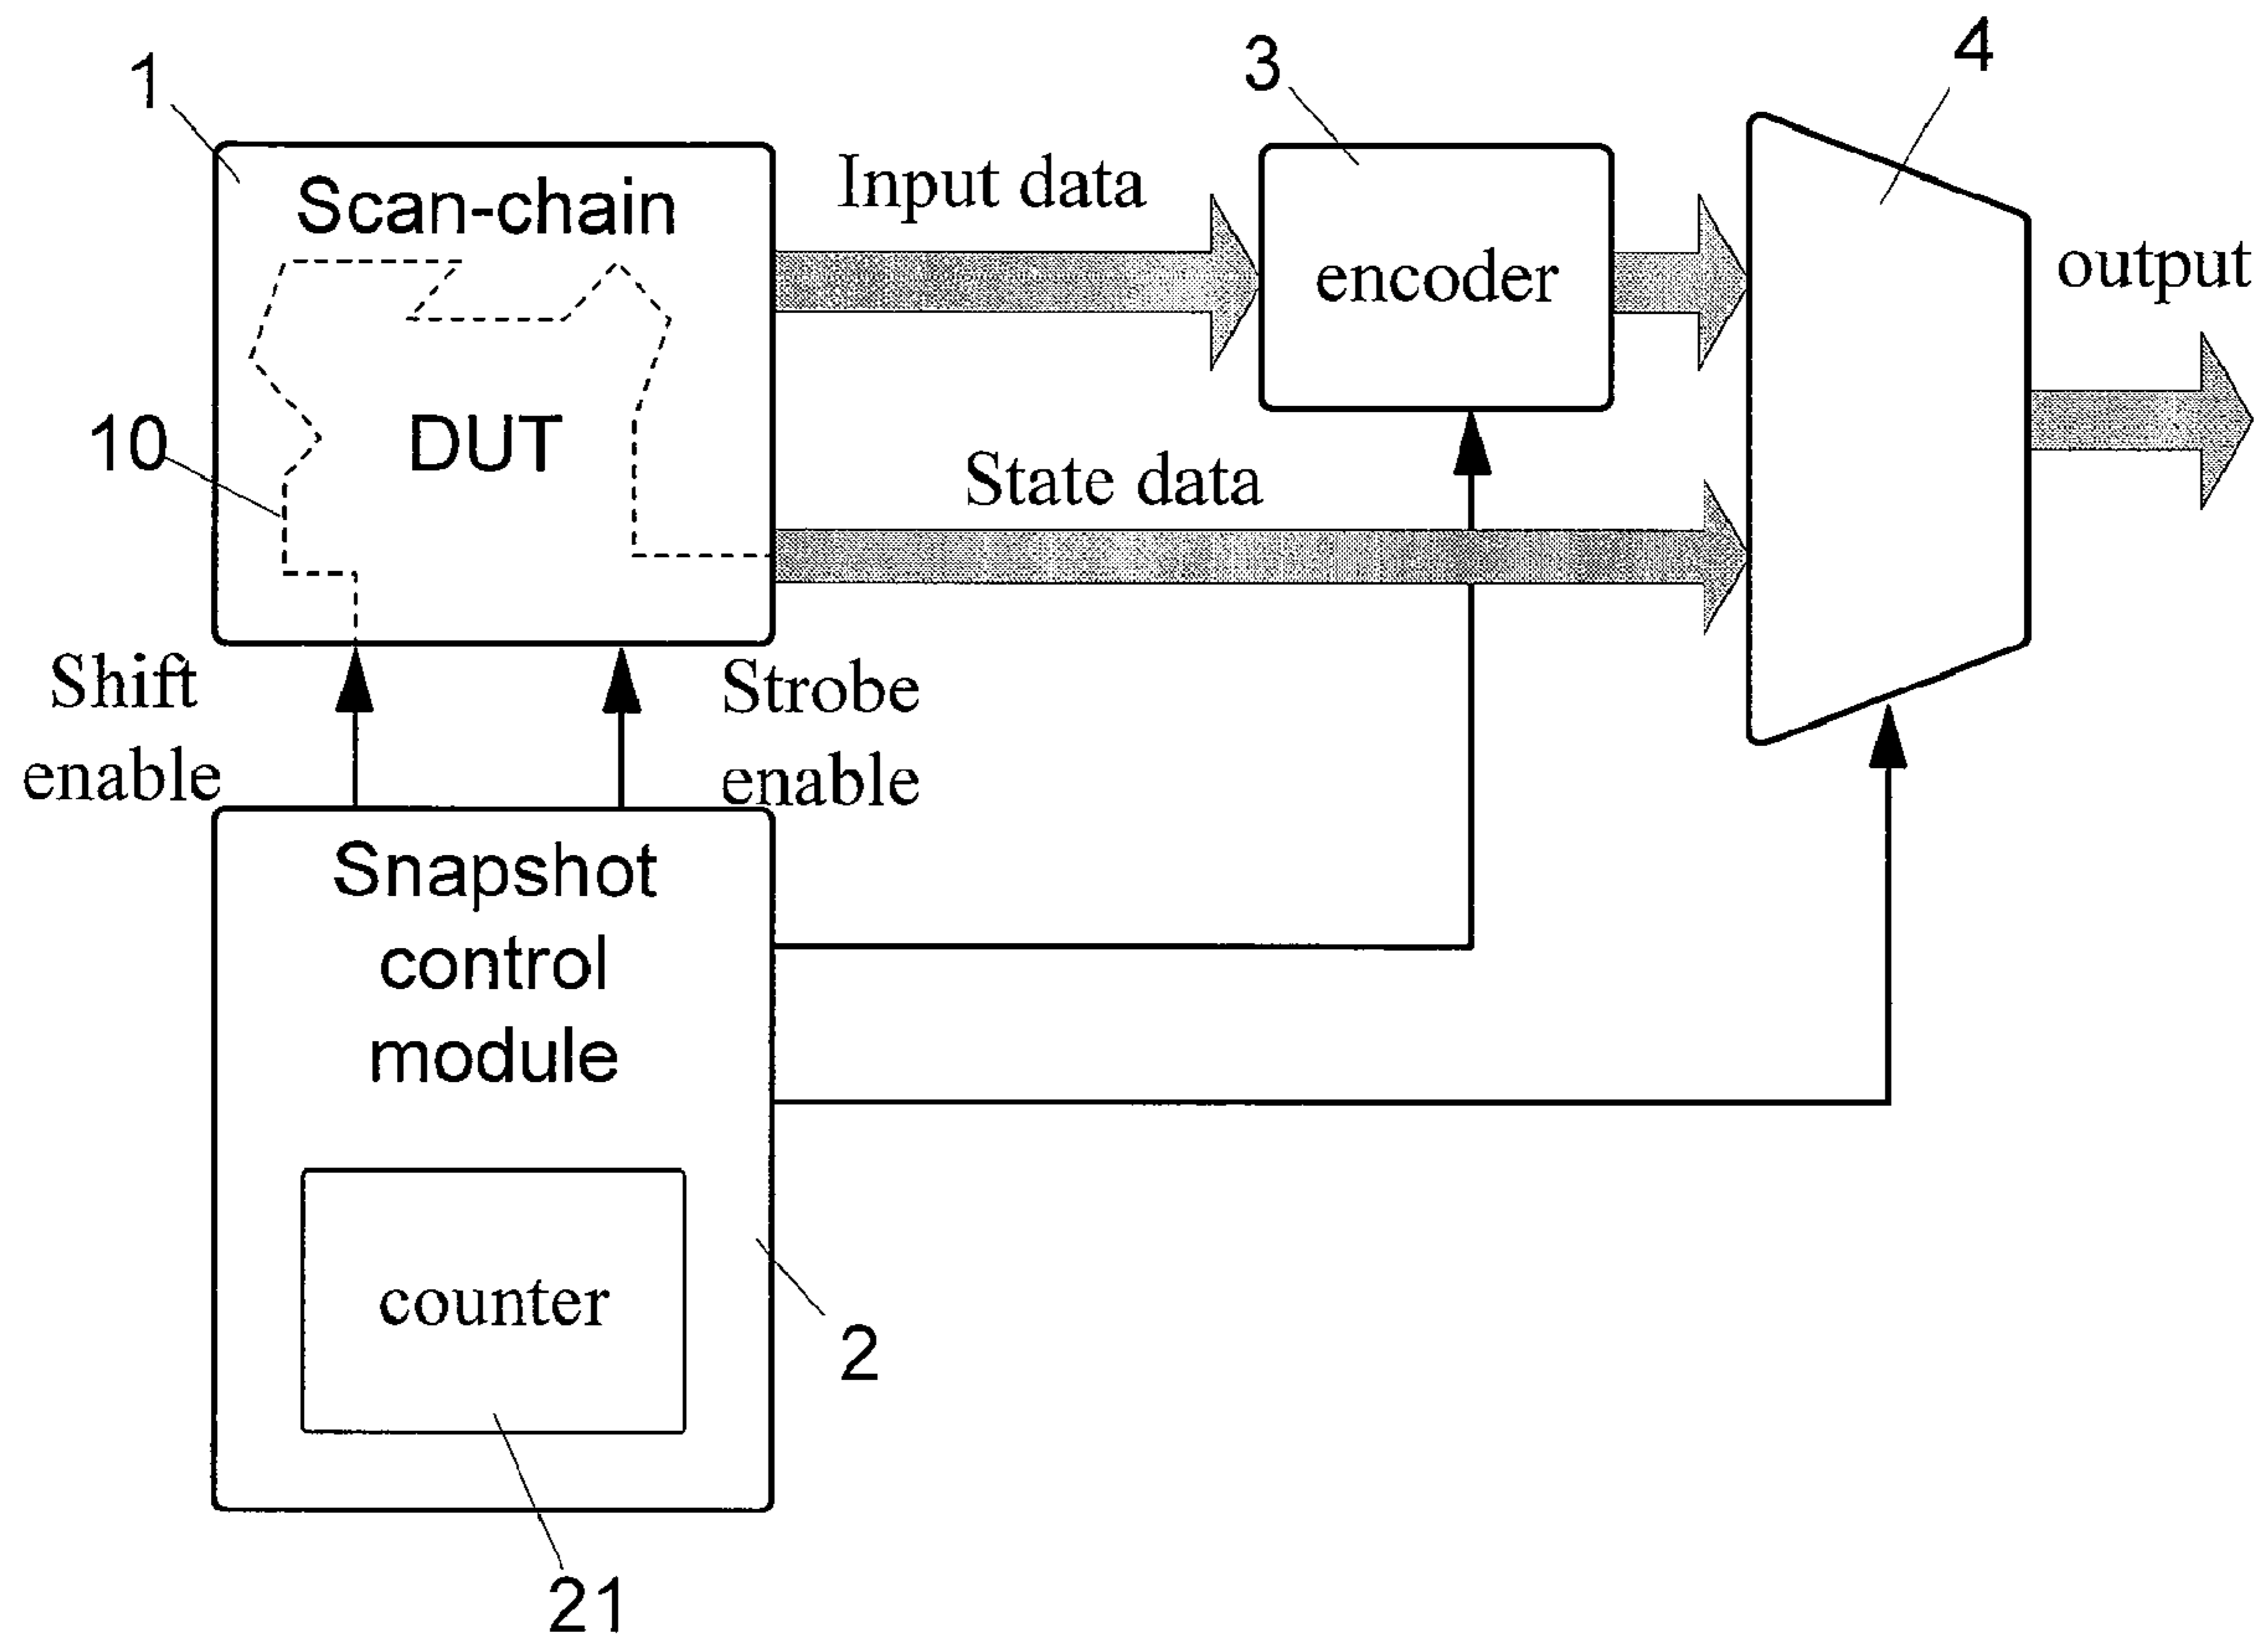 1
3
4
Scan-chain
Input data
encoder
output
10
DUT
State data
Shift
enable
Strobe
enable
Snapshot
control
module
counter
2
21